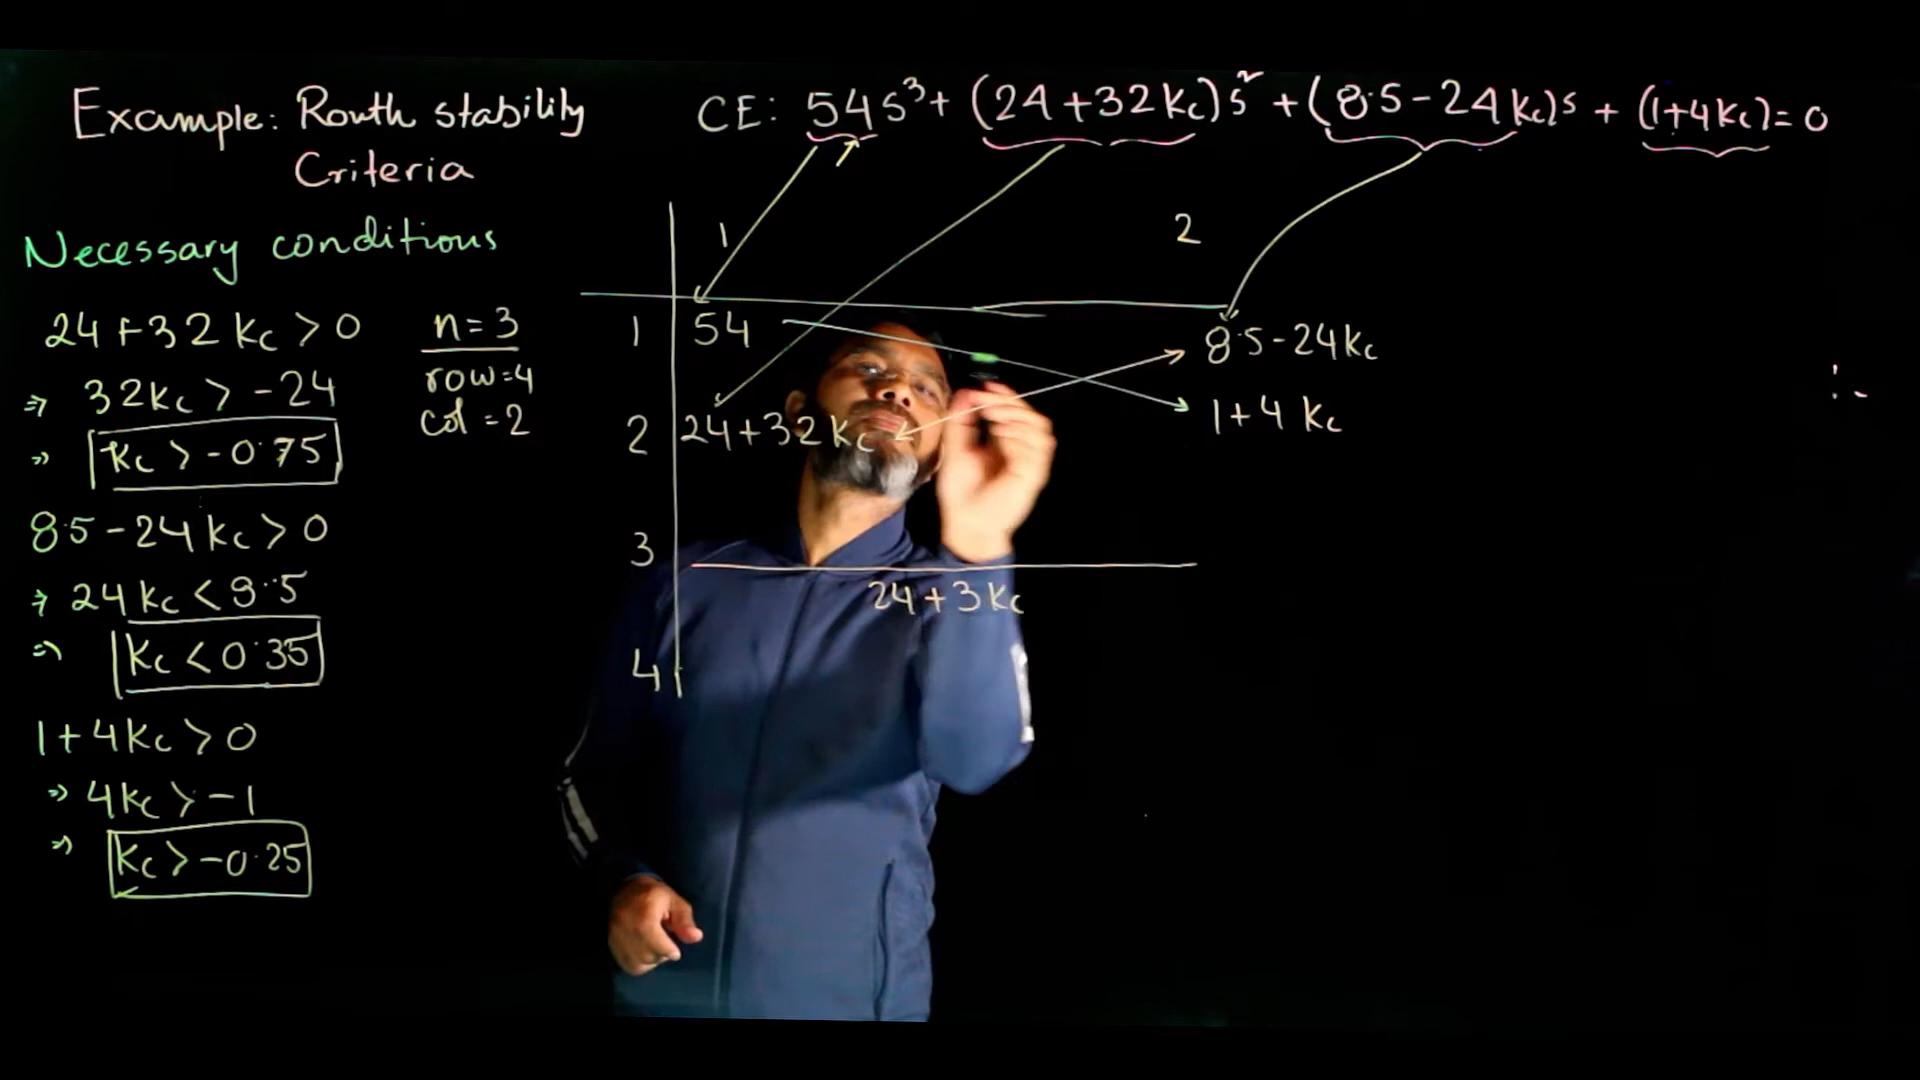 Example: Routh stability
Criteria
CE: 54s³ + (24+32Kc)s² + (8.5-24Kc)s + (1+4Kc) = 0
Necessary conditions
24+32Kc > 0
⇒ 32Kc > -24
⇒ Kc > -0.75
8.5-24Kc > 0
⇒ 24Kc < 8.5
⇒ Kc < 0.35
1+4Kc > 0
⇒ 4Kc > -1
⇒ Kc > -0.25
n=3
row=4
col=2
1 2
1 54 8.5-24Kc
2 24+32Kc 1+4Kc
3
24+3Kc
4